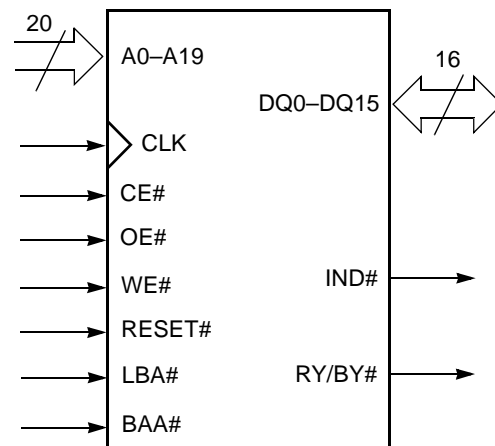 20
A0–A19
16
DQ0–DQ15
CLK
CE#
OE#
WE#
IND#
RESET#
LBA#
RY/BY#
BAA#